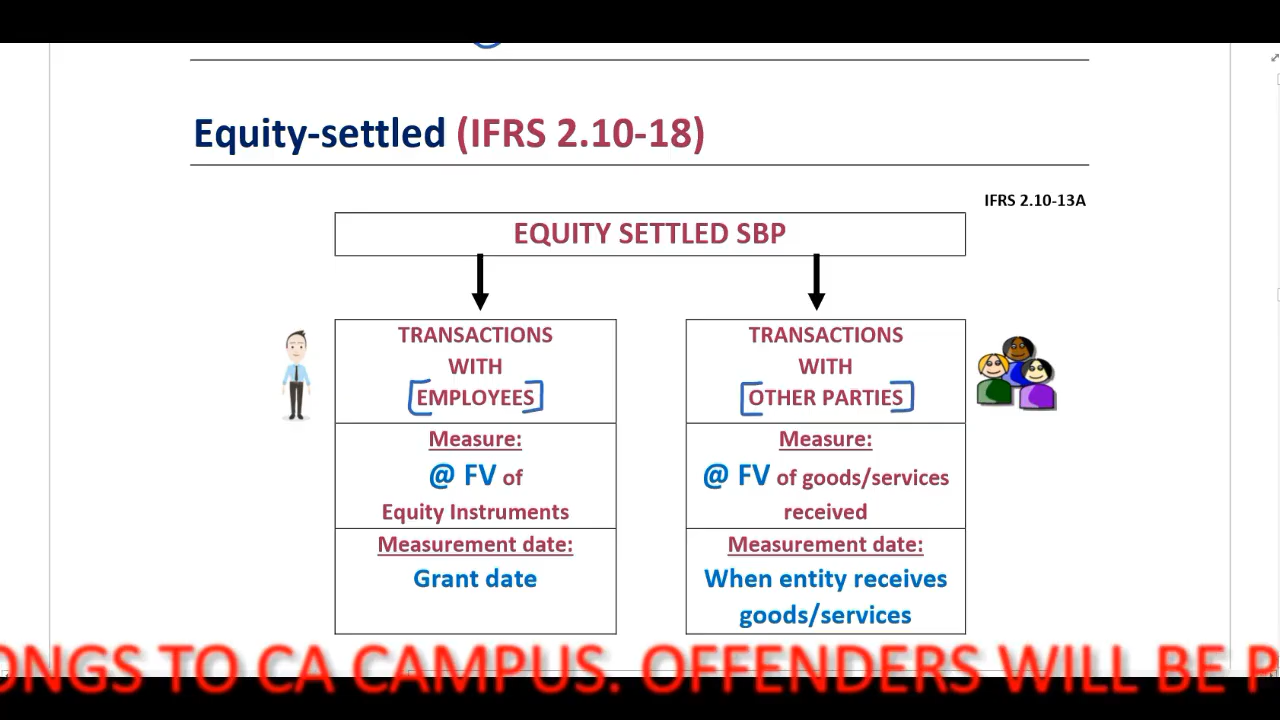 Equity-settled (IFRS 2.10-18)
IFRS 2.10-13A
EQUITY SETTLED SBP
TRANSACTIONS
WITH
EMPLOYEES
Measure:
@ FV of
Equity Instruments
Measurement date:
Grant date
TRANSACTIONS
WITH
OTHER PARTIES
Measure:
@ FV of goods/services
received
Measurement date:
When entity receives
goods/services
TO CA CAMPUS. OFFENDERS WILL BE